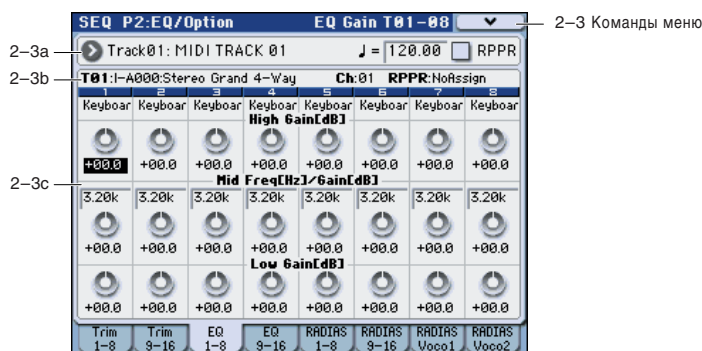 SEQ P2:EQ/Option EQ Gain T01-08
2-3 Команды меню
2-3a
Track01: MIDI TRACK 01 ♩= 120.00 RPPR
2-3b
T01:I-A000:Stereo Grand 4-Way Ch:01 RPPR:NoAssign
1 2 3 4 5 6 7 8
Keyboar Keyboar Keyboar Keyboar Keyboar Keyboar Keyboar Keyboar
High Gain[dB]
+00.0 +00.0 +00.0 +00.0 +00.0 +00.0 +00.0 +00.0
2-3c
Mid Freq[Hz]/Gain[dB]
3.20k 3.20k 3.20k 3.20k 3.20k 3.20k 3.20k 3.20k
+00.0 +00.0 +00.0 +00.0 +00.0 +00.0 +00.0 +00.0
Low Gain[dB]
+00.0 +00.0 +00.0 +00.0 +00.0 +00.0 +00.0 +00.0
Trim 1-8 Trim 9-16 EQ 1-8 EQ 9-16 RADIAS 1-8 RADIAS 9-16 RADIAS Voco1 RADIAS Voco2